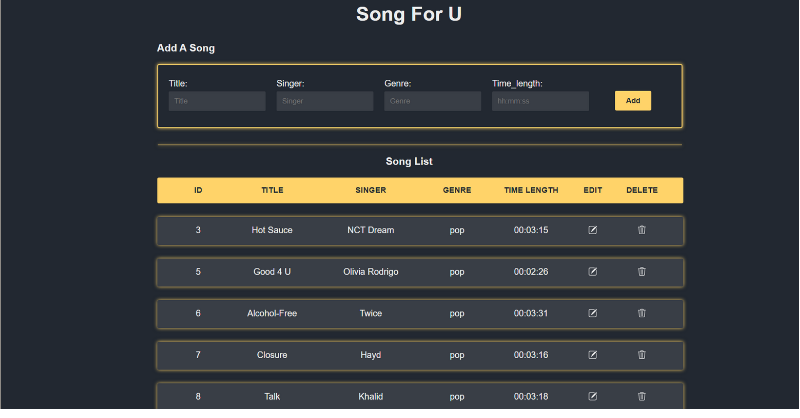 Song For U
Add A Song
Title: Singer: Genre: Time_length:
Title Singer Genre hh:mm:ss Add
Song List
ID TITLE SINGER GENRE TIME LENGTH EDIT DELETE
3 Hot Sauce NCT Dream pop 00:03:15
5 Good 4 U Olivia Rodrigo pop 00:02:26
6 Alcohol-Free Twice pop 00:03:31
7 Closure Hayd pop 00:03:16
8 Talk Khalid pop 00:03:18